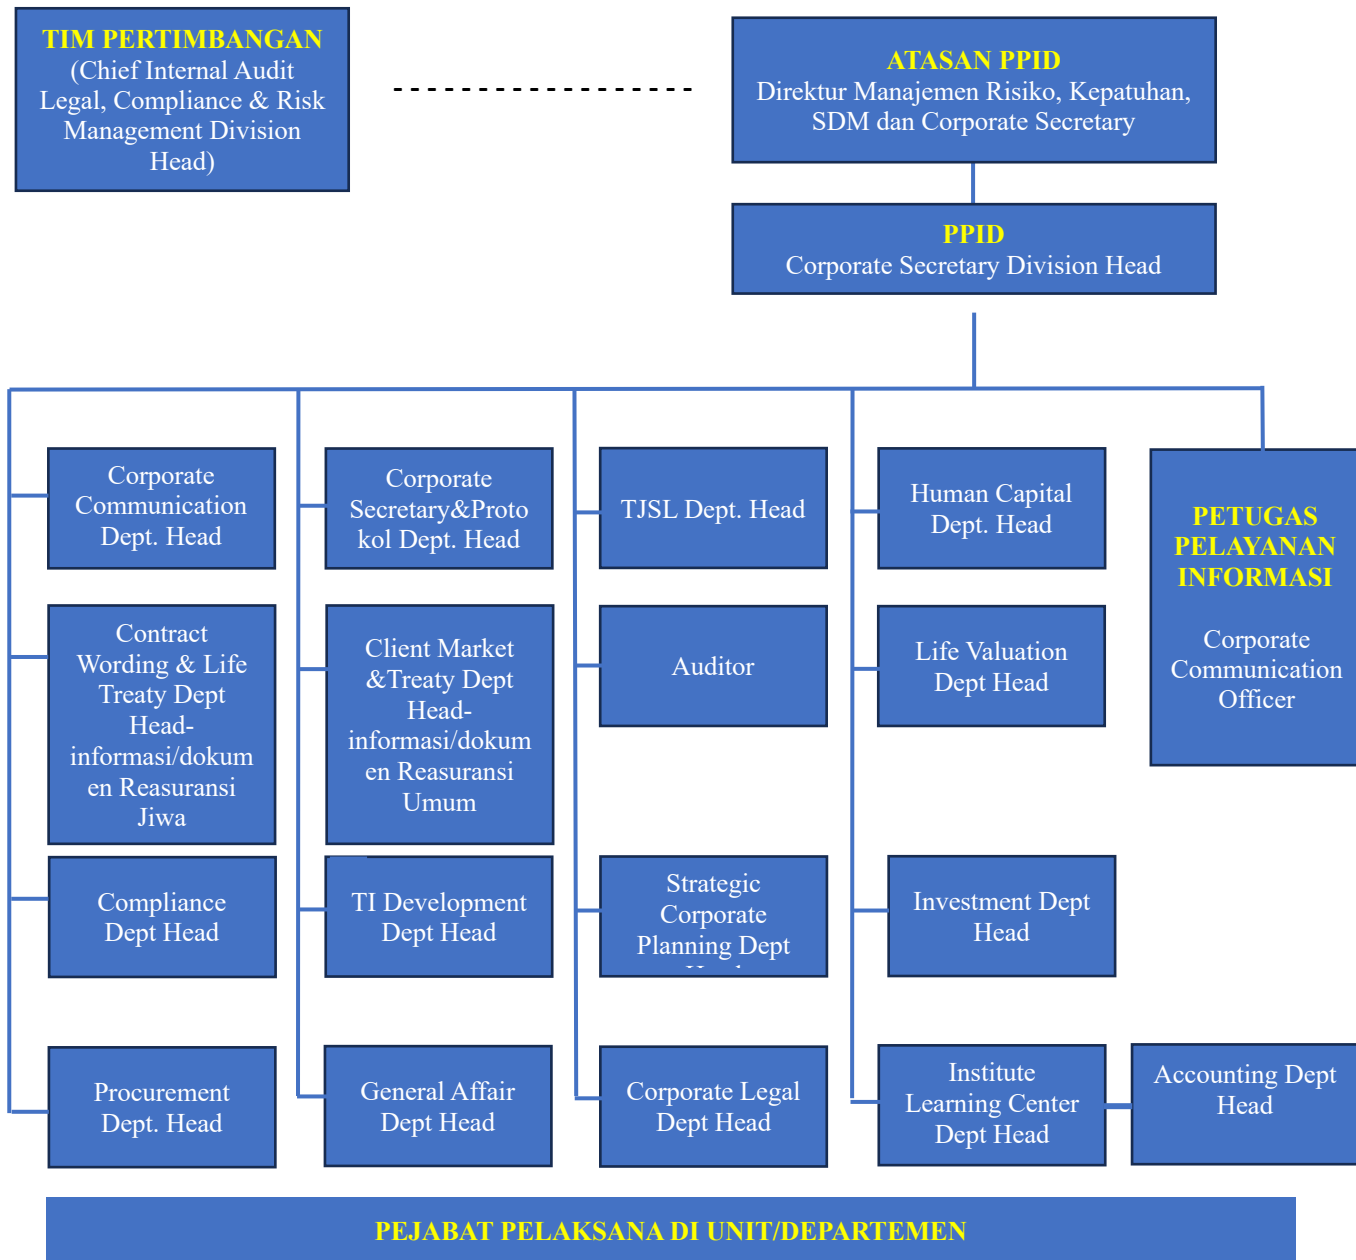 TIM PERTIMBANGAN
(Chief Internal Audit
Legal, Compliance & Risk
Management Division
Head)
ATASAN PPID
Direktur Manajemen Risiko, Kepatuhan,
SDM dan Corporate Secretary
PPID
Corporate Secretary Division Head
Corporate
Communication
Dept. Head
Corporate
Secretary&Proto
kol Dept. Head
TJSL Dept. Head
Human Capital
Dept. Head
PETUGAS
PELAYANAN
INFORMASI
Corporate
Communication
Officer
Contract
Wording & Life
Treaty Dept
Head-
informasi/dokum
en Reasuransi
Jiwa
Client Market
&Treaty Dept
Head-
informasi/dokum
en Reasuransi
Umum
Auditor
Life Valuation
Dept Head
Compliance
Dept Head
TI Development
Dept Head
Strategic
Corporate
Planning Dept
Investment Dept
Head
Procurement
Dept. Head
General Affair
Dept Head
Corporate Legal
Dept Head
Institute
Learning Center
Dept Head
Accounting Dept
Head
PEJABAT PELAKSANA DI UNIT/DEPARTEMEN